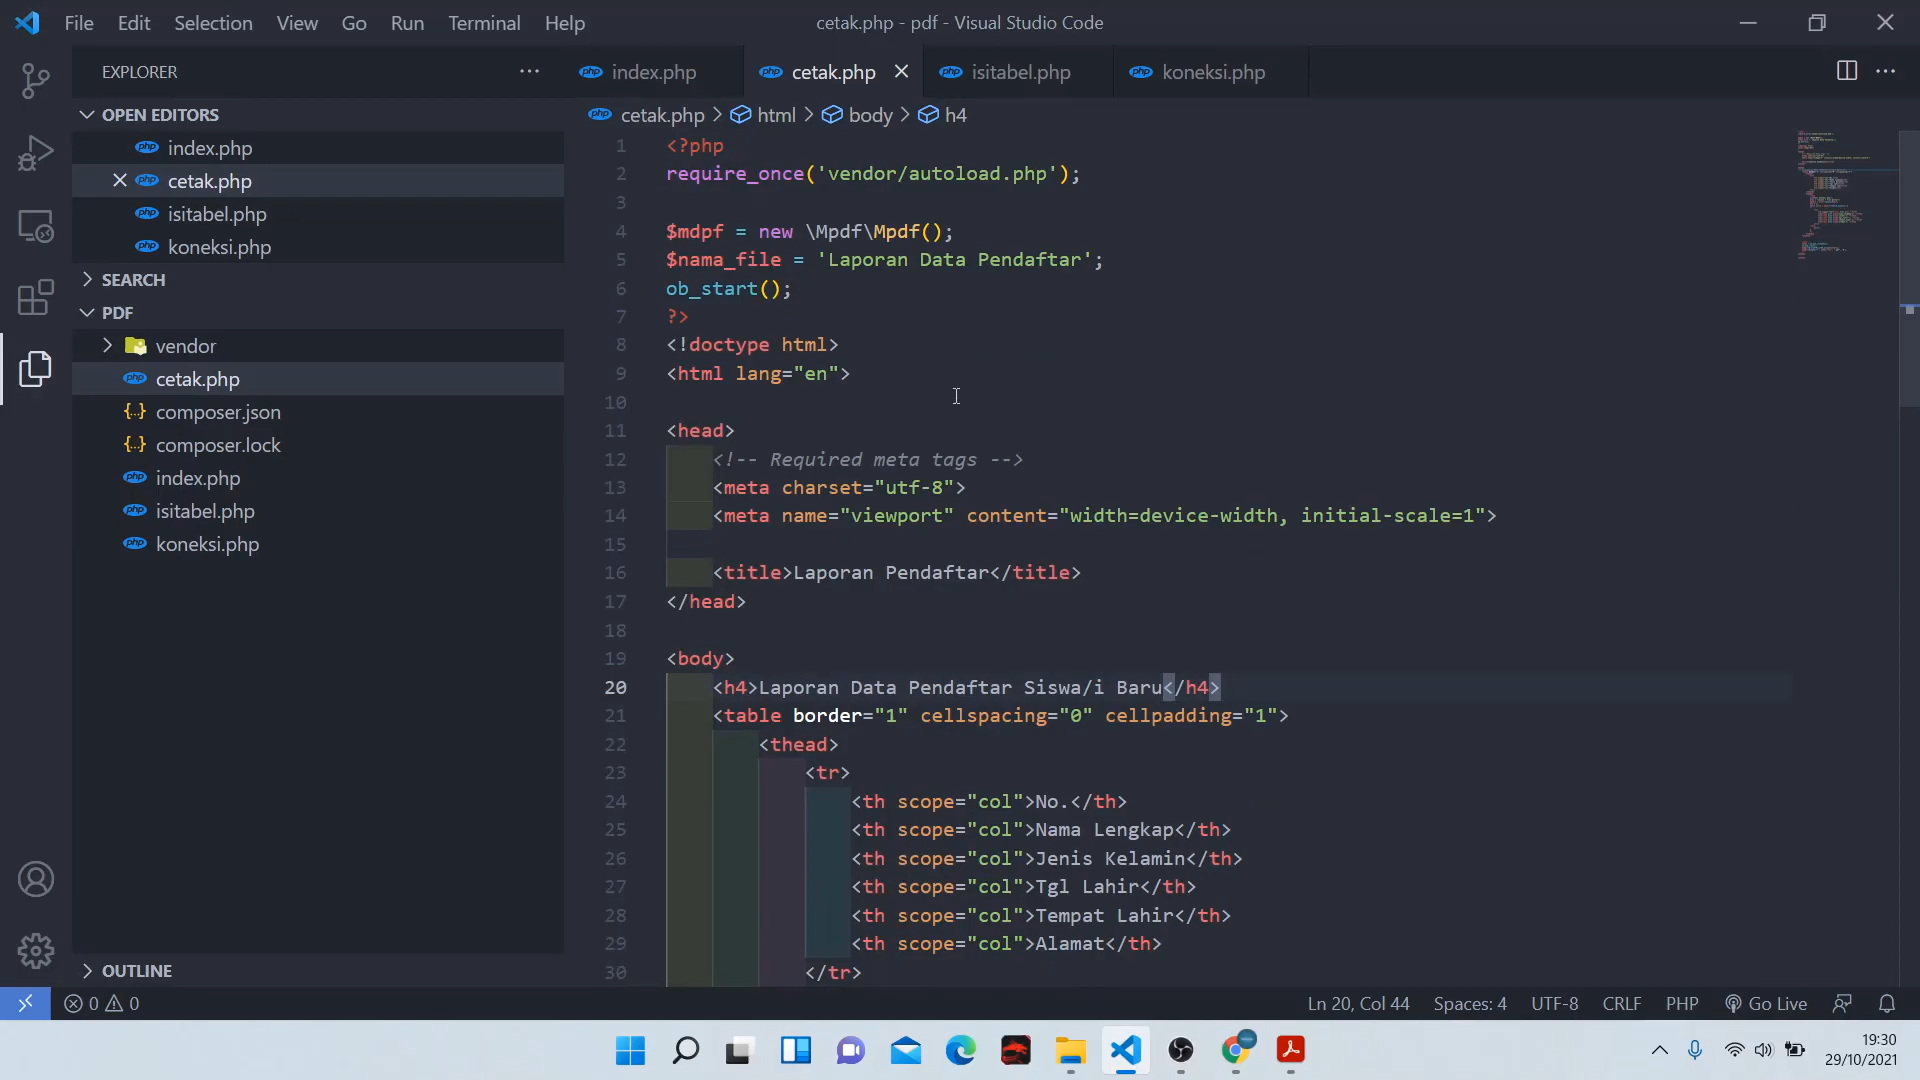 File Edit Selection View Go Run Terminal Help
cetak.php - pdf - Visual Studio Code
EXPLORER
index.php
cetak.php
isitabel.php
koneksi.php
OPEN EDITORS
index.php
cetak.php
isitabel.php
koneksi.php
SEARCH
PDF
vendor
cetak.php
composer.json
composer.lock
index.php
isitabel.php
koneksi.php
OUTLINE
cetak.php > html > body > h4
1 <?php
2 require_once('vendor/autoload.php');
3
4 $mdpf = new \Mpdf\Mpdf();
5 $nama_file = 'Laporan Data Pendaftar';
6 ob_start();
7 ?>
8 <!doctype html>
9 <html lang="en">
10
11 <head>
12 <!-- Required meta tags -->
13 <meta charset="utf-8">
14 <meta name="viewport" content="width=device-width, initial-scale=1">
15
16 <title>Laporan Pendaftar</title>
17 </head>
18
19 <body>
20 <h4>Laporan Data Pendaftar Siswa/i Baru</h4>
21 <table border="1" cellspacing="0" cellpadding="1">
22 <thead>
23 <tr>
24 <th scope="col">No.</th>
25 <th scope="col">Nama Lengkap</th>
26 <th scope="col">Jenis Kelamin</th>
27 <th scope="col">Tgl Lahir</th>
28 <th scope="col">Tempat Lahir</th>
29 <th scope="col">Alamat</th>
30 </tr>
0 0
Ln 20, Col 44 Spaces: 4 UTF-8 CRLF PHP Go Live
19:30
29/10/2021